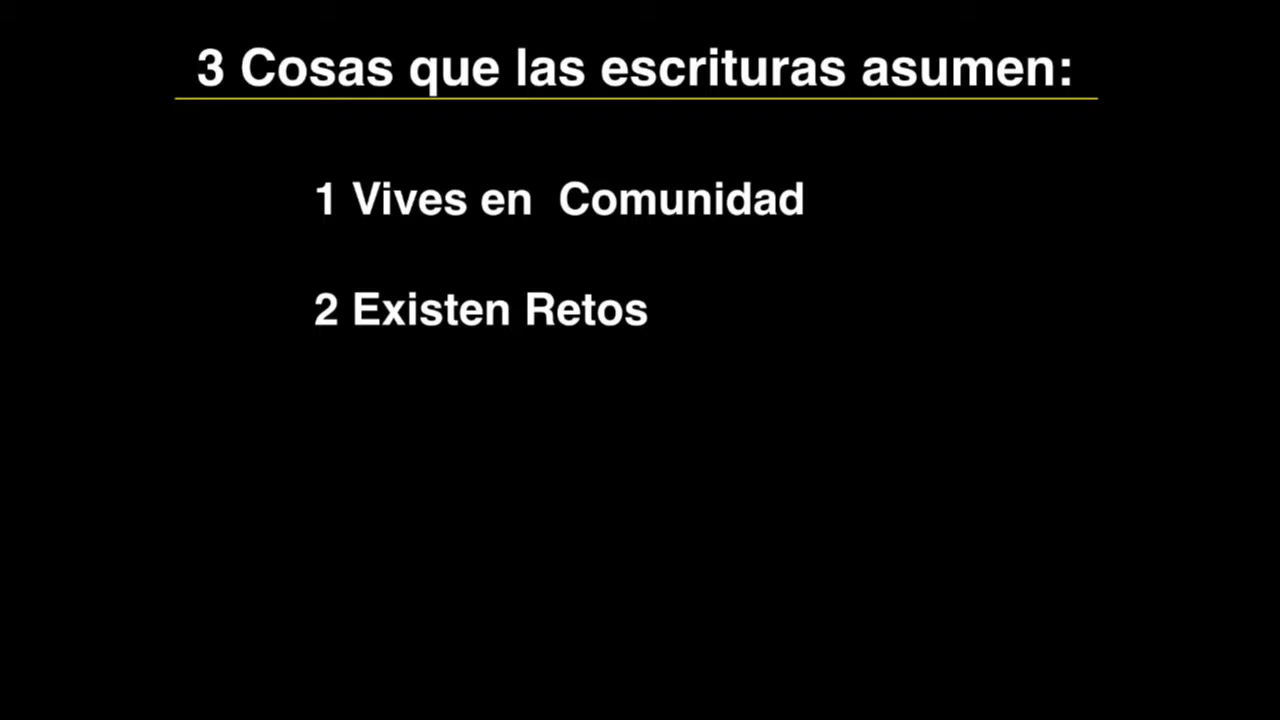 3 Cosas que las escrituras asumen:
1 Vives en  Comunidad
2 Existen Retos